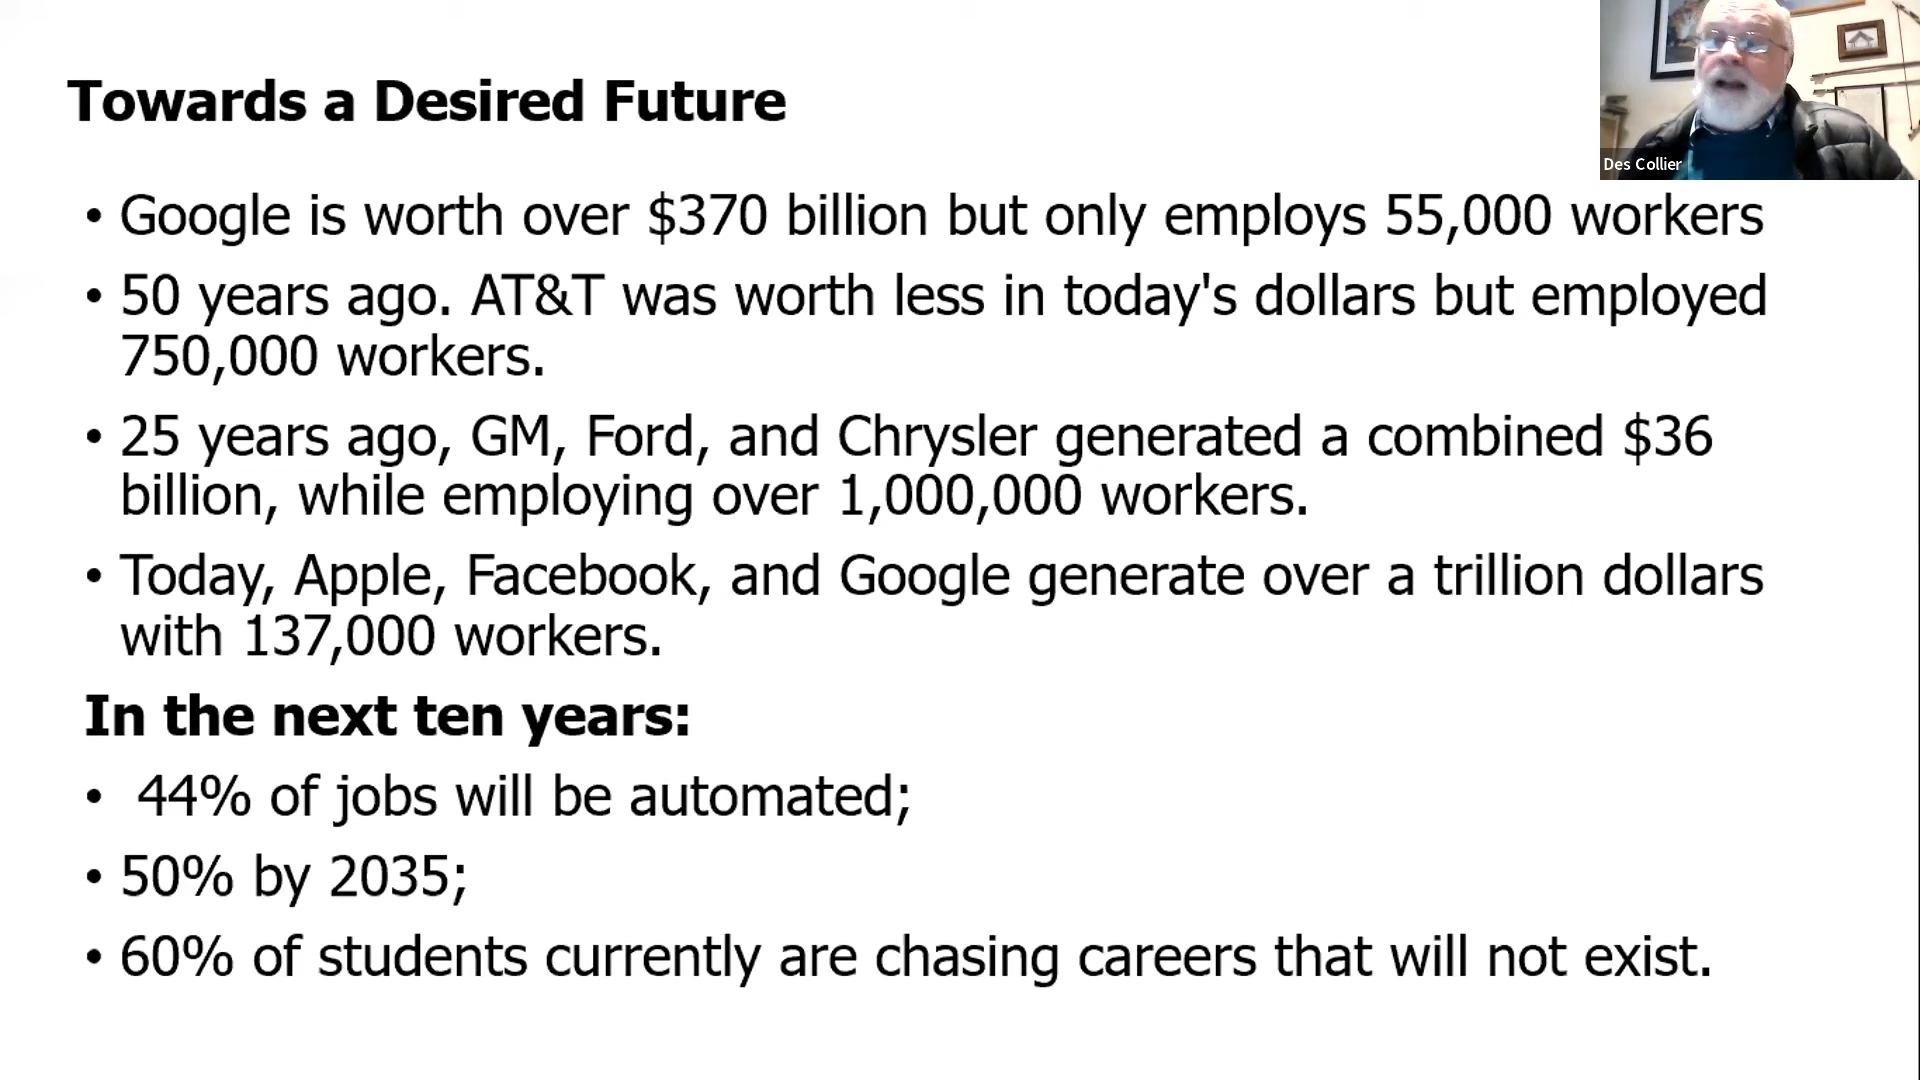 Towards a Desired Future
Des Collier
• Google is worth over $370 billion but only employs 55,000 workers
• 50 years ago. AT&T was worth less in today's dollars but employed
750,000 workers.
• 25 years ago, GM, Ford, and Chrysler generated a combined $36
billion, while employing over 1,000,000 workers.
• Today, Apple, Facebook, and Google generate over a trillion dollars
with 137,000 workers.
In the next ten years:
• 44% of jobs will be automated;
• 50% by 2035;
• 60% of students currently are chasing careers that will not exist.